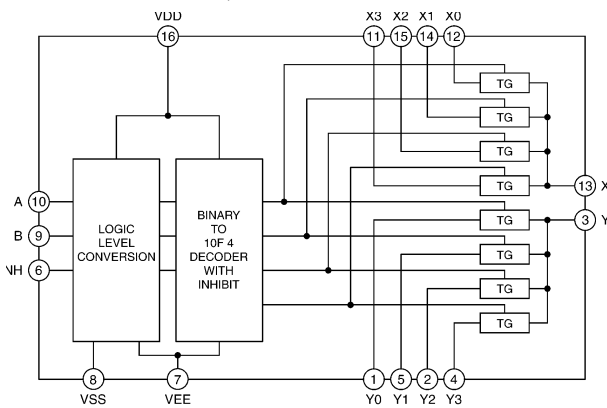 VDD
X3 X2 X1 X0
16
11 15 14 12
TG
TG
TG
TG
TG
TG
TG
TG
13 X
3 Y
A 10
B 9
NH 6
LOGIC
LEVEL
CONVERSION
BINARY
TO
1OF 4
DECODER
WITH
INHIBIT
8
7
1 5 2 4
VSS
VEE
Y0 Y1 Y2 Y3